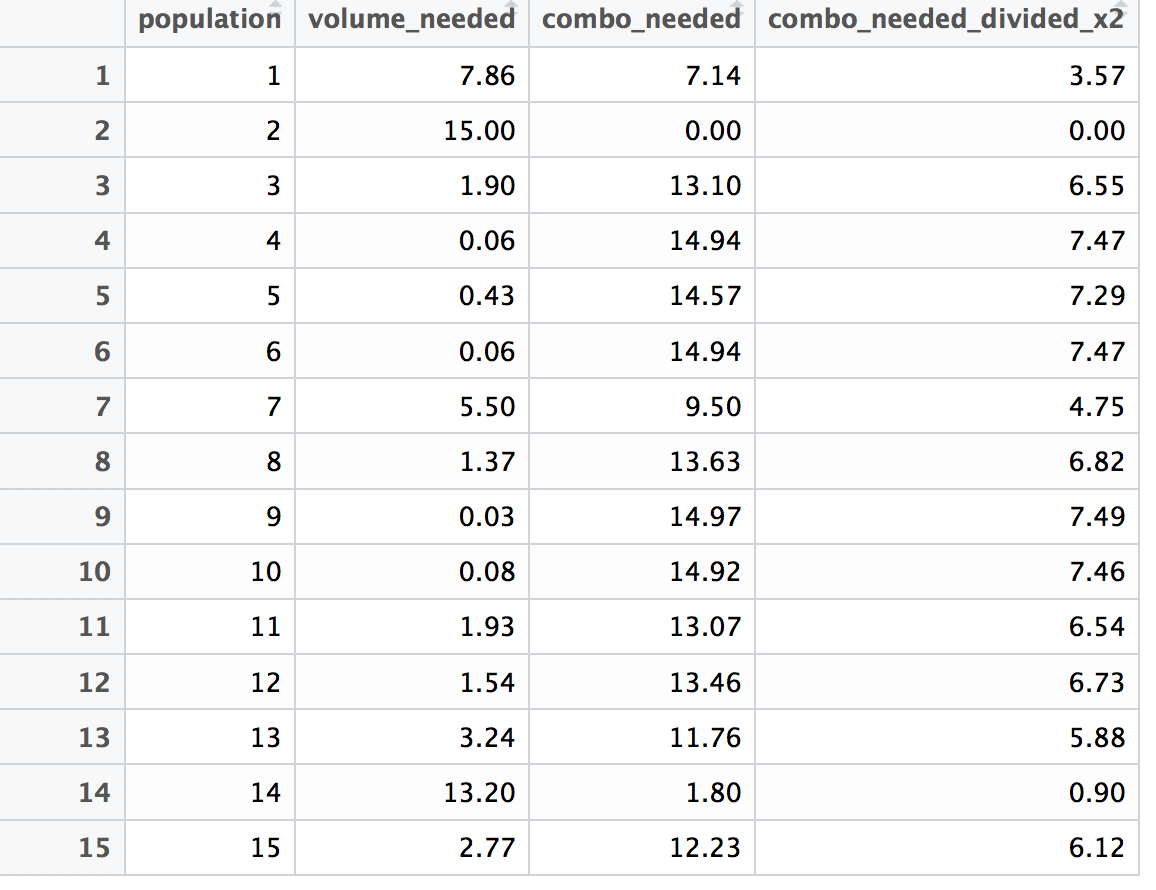 population volume_needed combo_needed combo_needed_divided_x2
1 1 7.86 7.14 3.57
2 2 15.00 0.00 0.00
3 3 1.90 13.10 6.55
4 4 0.06 14.94 7.47
5 5 0.43 14.57 7.29
6 6 0.06 14.94 7.47
7 7 5.50 9.50 4.75
8 8 1.37 13.63 6.82
9 9 0.03 14.97 7.49
10 10 0.08 14.92 7.46
11 11 1.93 13.07 6.54
12 12 1.54 13.46 6.73
13 13 3.24 11.76 5.88
14 14 13.20 1.80 0.90
15 15 2.77 12.23 6.12